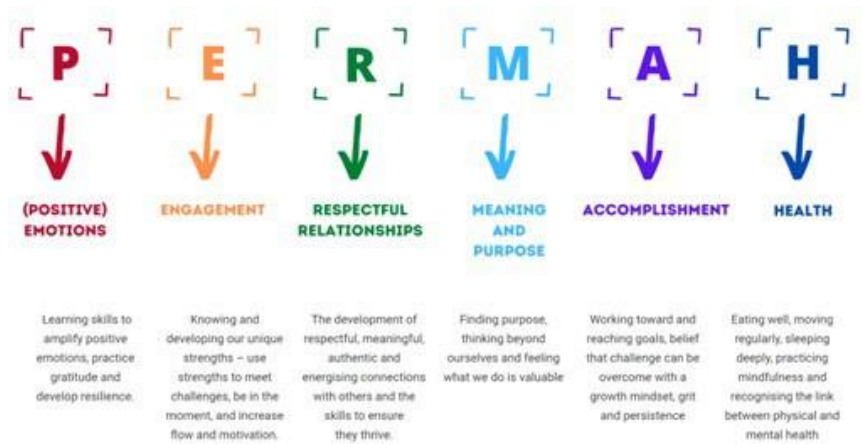 P
E
R
M
A
H
(POSITIVE)
EMOTIONS
ENGAGEMENT
RESPECTFUL
RELATIONSHIPS
MEANING
AND
PURPOSE
ACCOMPLISHMENT
HEALTH
Learning skills to
amplify positive
emotions, practice
gratitude and
develop resilience.
Knowing and
developing our unique
strengths – use
strengths to meet
challenges, be in the
moment, and increase
flow and motivation.
The development of
respectful, meaningful,
authentic and
energising connections
with others and the
skills to ensure
they thrive.
Finding purpose,
thinking beyond
ourselves and feeling
what we do is valuable
Working toward and
reaching goals, belief
that challenge can be
overcome with a
growth mindset, grit
and persistence
Eating well, moving
regularly, sleeping
deeply, practicing
mindfulness and
recognising the link
between physical and
mental health